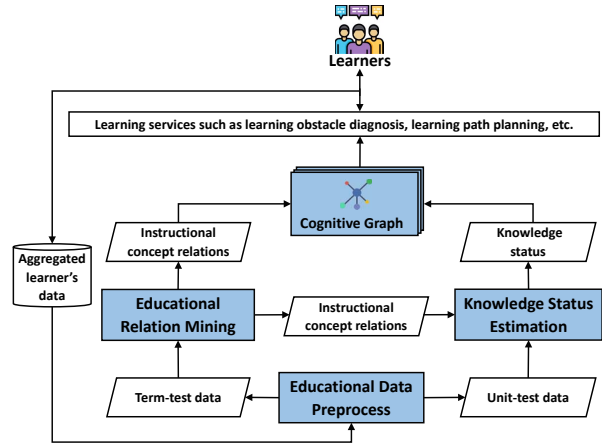 Learners
Learning services such as learning obstacle diagnosis, learning path planning, etc.
Cognitive Graph
Instructional
concept relations
Knowledge
status
Aggregated
learner's
data
Educational
Relation Mining
Instructional
concept relations
Knowledge Status
Estimation
Term-test data
Educational Data
Preprocess
Unit-test data